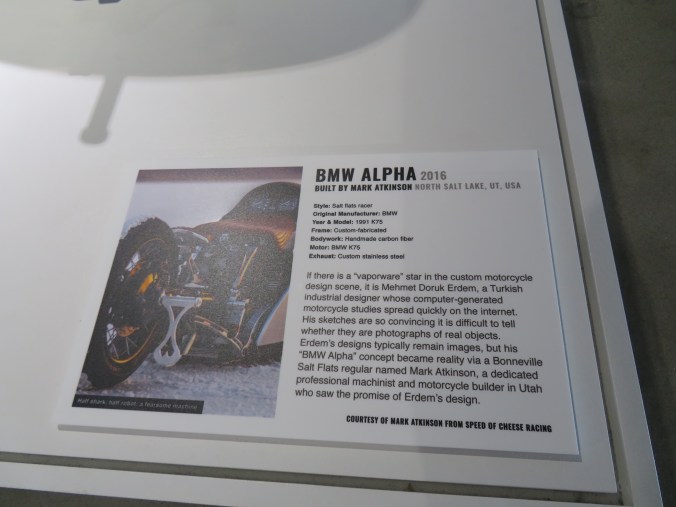 BMW ALPHA 2016
BUILT BY MARK ATKINSON NORTH SALT LAKE, UT, USA
Style: Salt flats racer
Original Manufacturer: BMW
Year & Model: 1991 K75
Frame: Custom-fabricated
Bodywork: Handmade carbon fiber
Motor: BMW K75
Exhaust: Custom stainless steel
If there is a "vaporware" star in the custom motorcycle
design scene, it is Mehmet Doruk Erdem, a Turkish
industrial designer whose computer-generated
motorcycle studies spread quickly on the internet.
His sketches are so convincing it is difficult to tell
whether they are photographs of real objects.
Erdem's designs typically remain images, but his
"BMW Alpha" concept became reality via a Bonneville
Salt Flats regular named Mark Atkinson, a dedicated
professional machinist and motorcycle builder in Utah
who saw the promise of Erdem's design.
COURTESY OF MARK ATKINSON FROM SPEED OF CHEESE RACING
Half shark, half robot, a fearsome machine